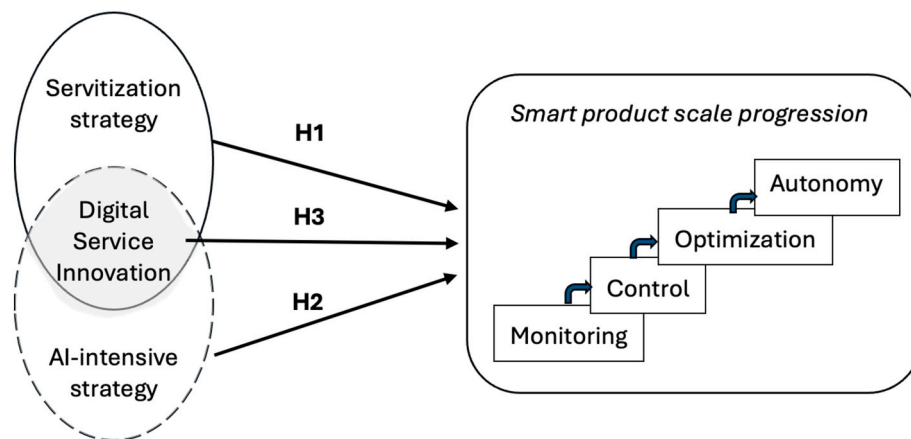 Servitization
strategy
Digital
Service
Innovation
AI-intensive
strategy
H1
H3
H2
Smart product scale progression
Autonomy
Optimization
Control
Monitoring